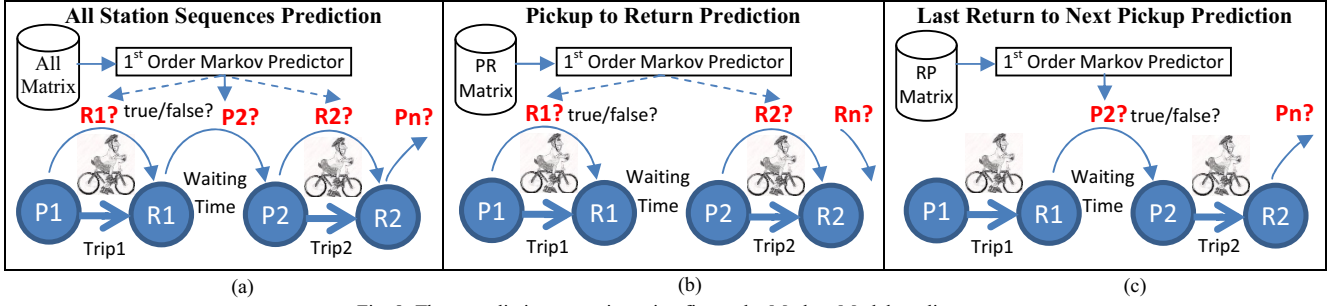 All Station Sequences Prediction
All
Matrix
1st Order Markov Predictor
R1?
true/false?
P2?
R2?
Pn?
Waiting
Time
P1
R1
P2
R2
Trip1
Trip2
(a)
Pickup to Return Prediction
PR
Matrix
1st Order Markov Predictor
R1?
true/false?
R2?
Rn?
Waiting
Time
P1
R1
P2
R2
Trip1
Trip2
(b)
Last Return to Next Pickup Prediction
RP
Matrix
1st Order Markov Predictor
P2?
true/false?
Pn?
Waiting
Time
P1
R1
P2
R2
Trip1
Trip2
(c)